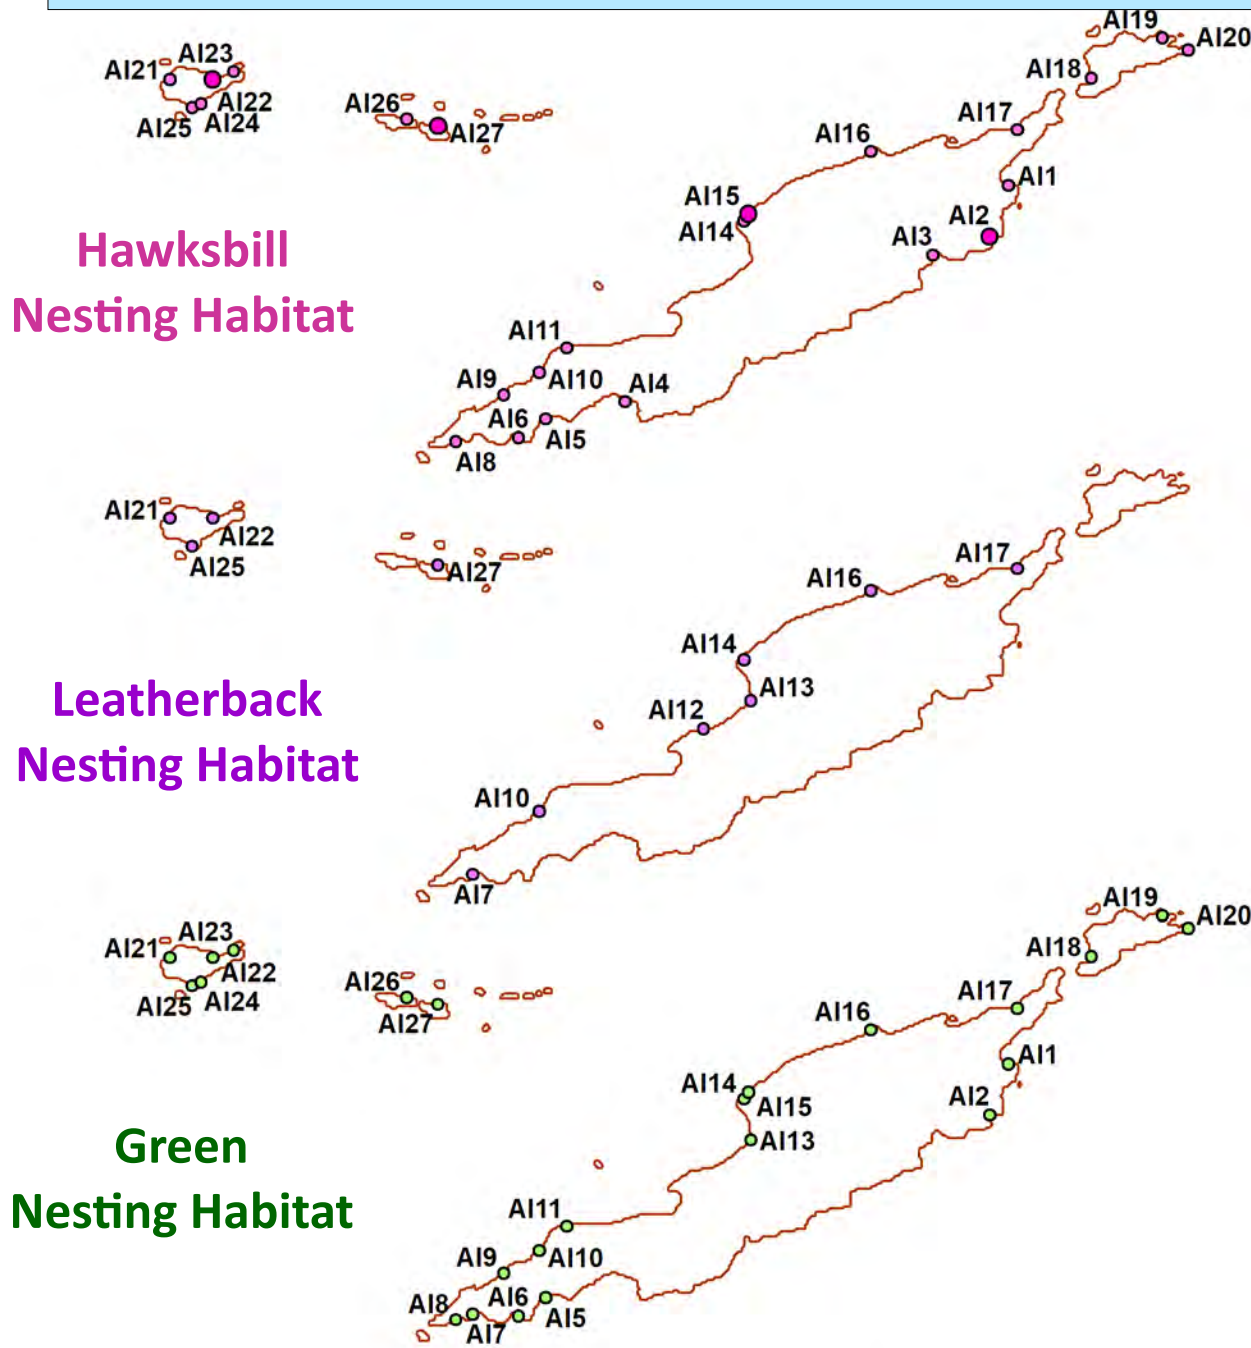 AI19
AI20
AI23
AI21
AI18
AI22
AI26
AI24
AI25
AI17
AI27
AI16
AI1
AI15
AI2
AI14
AI3
Hawksbill
Nesting Habitat
AI11
AI10
AI9
AI4
AI6
AI5
AI8
AI21
AI22
AI17
AI25
AI27
AI16
AI14
AI13
AI12
Leatherback
Nesting Habitat
AI10
AI7
AI19
AI20
AI23
AI21
AI18
AI22
AI26
AI24
AI25
AI17
AI27
AI16
AI1
AI14
AI15
AI2
AI13
Green
Nesting Habitat
AI11
AI10
AI9
AI6
AI8
AI5
AI7